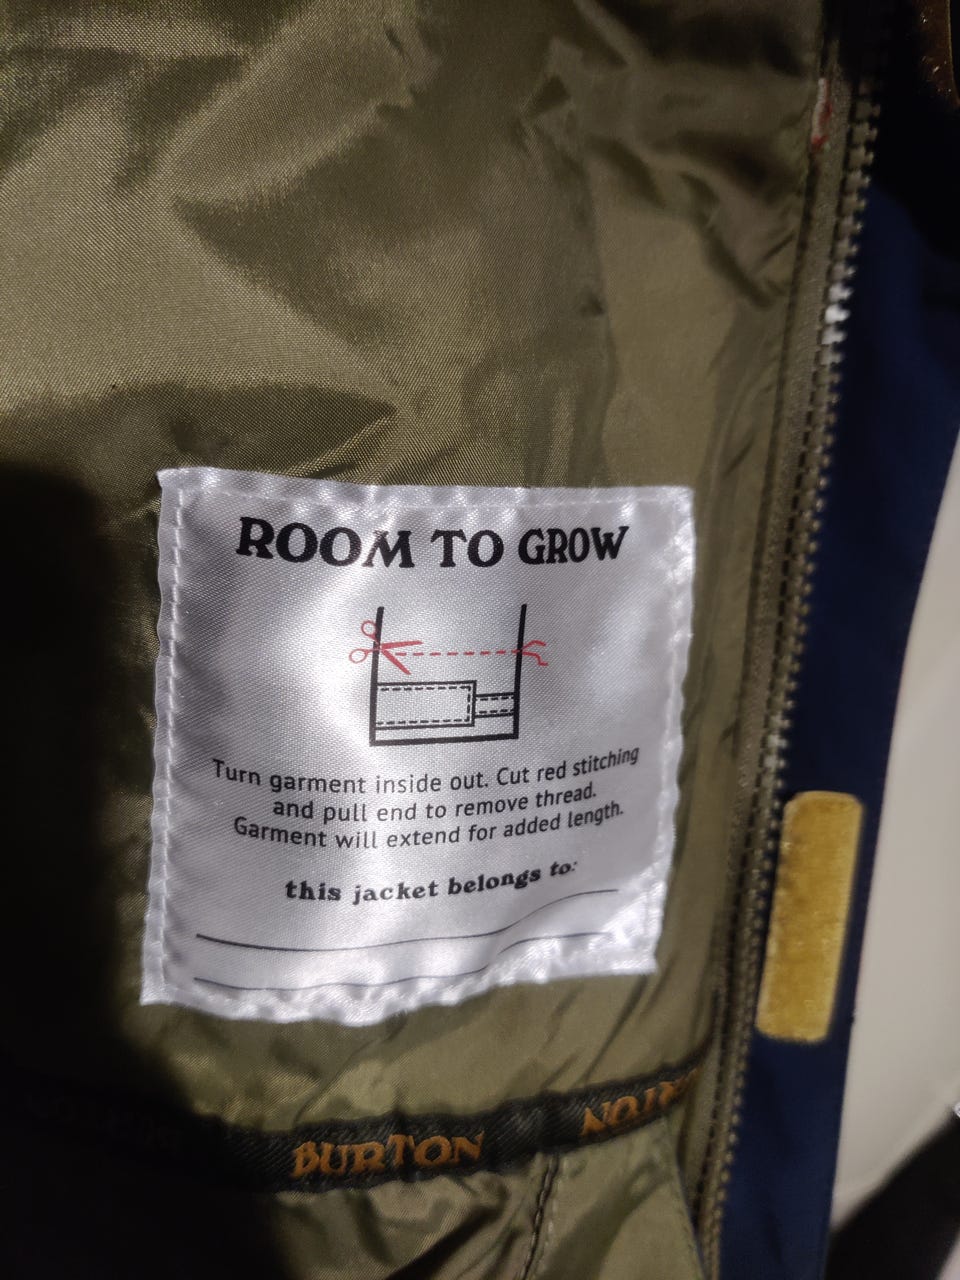 ROOM TO GROW
Turn garment inside out. Cut red stitching
and pull end to remove thread.
Garment will extend for added length.
this jacket belongs to:
BURTON